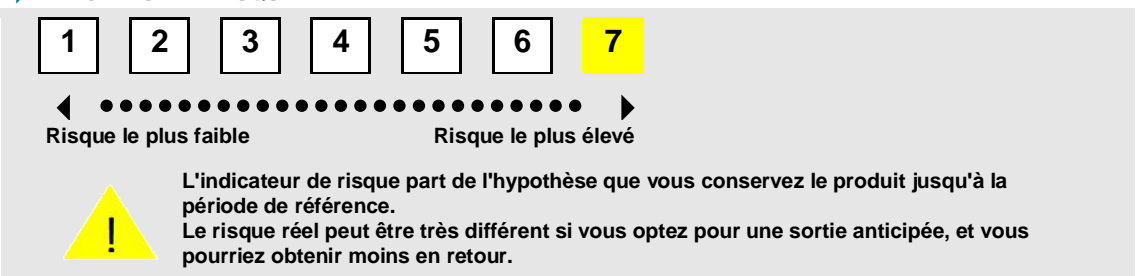 1 2 3 4 5 6 7
Risque le plus faible Risque le plus élevé
L'indicateur de risque part de l'hypothèse que vous conservez le produit jusqu'à la
période de référence.
! Le risque réel peut être très différent si vous optez pour une sortie anticipée, et vous
pourriez obtenir moins en retour.